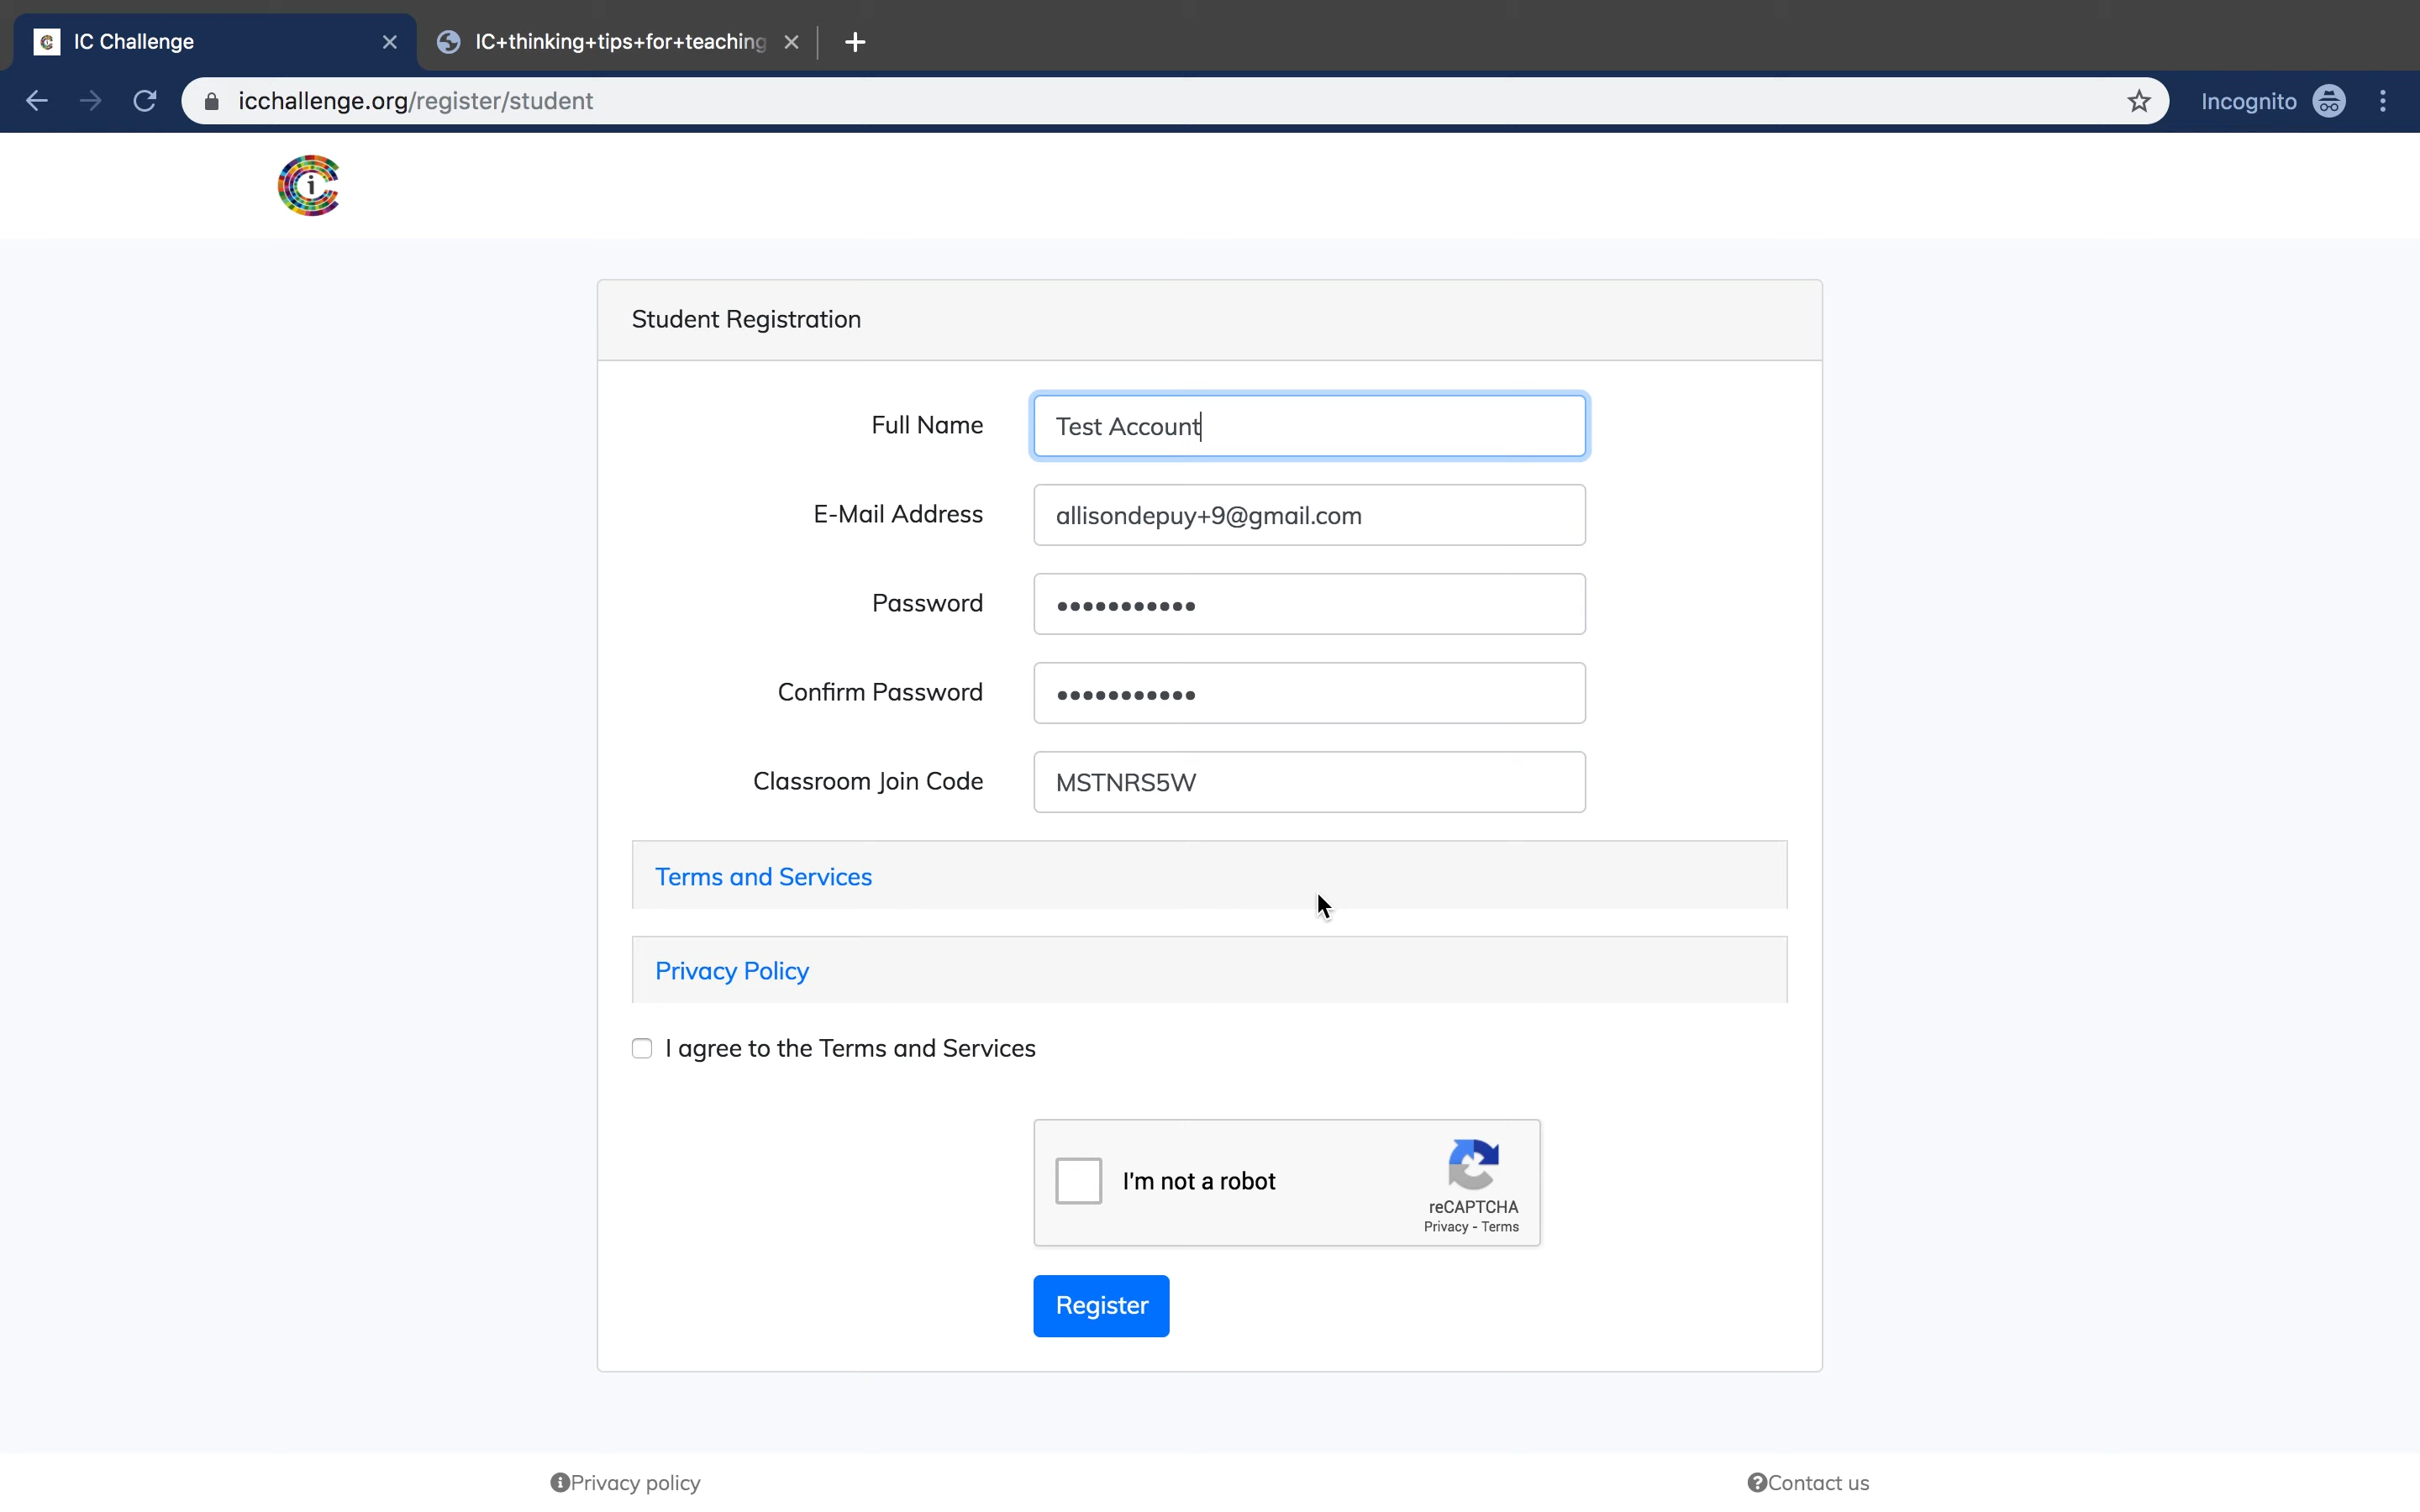 IC Challenge
IC+thinking+tips+for+teaching
icchallenge.org/register/student
Incognito
Student Registration
Full Name
Test Account
E-Mail Address
allisondepuy+9@gmail.com
Password
•••••••••••
Confirm Password
•••••••••••
Classroom Join Code
MSTNRS5W
Terms and Services
Privacy Policy
I agree to the Terms and Services
I'm not a robot
reCAPTCHA
Privacy - Terms
Register
Privacy policy
Contact us